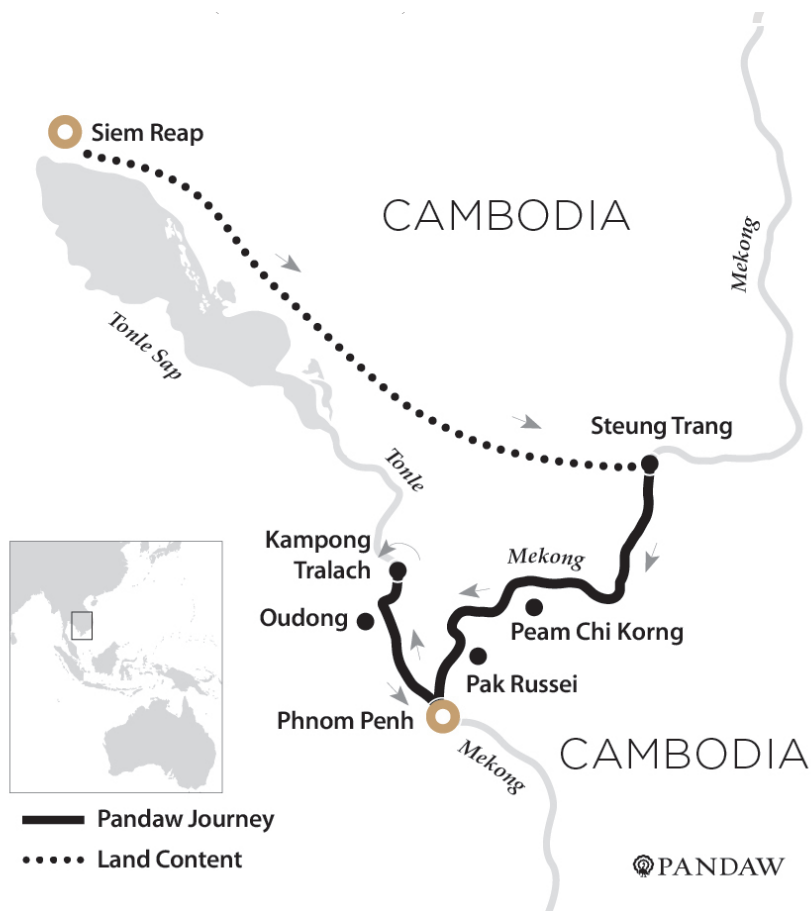 Siem Reap
CAMBODIA
Mekong
Tonle Sap
Steung Trang
Tonle
Kampong
Tralach
Mekong
Oudong
Peam Chi Korng
Pak Russei
Phnom Penh
Mekong
CAMBODIA
Pandaw Journey
Land Content
PANDAW